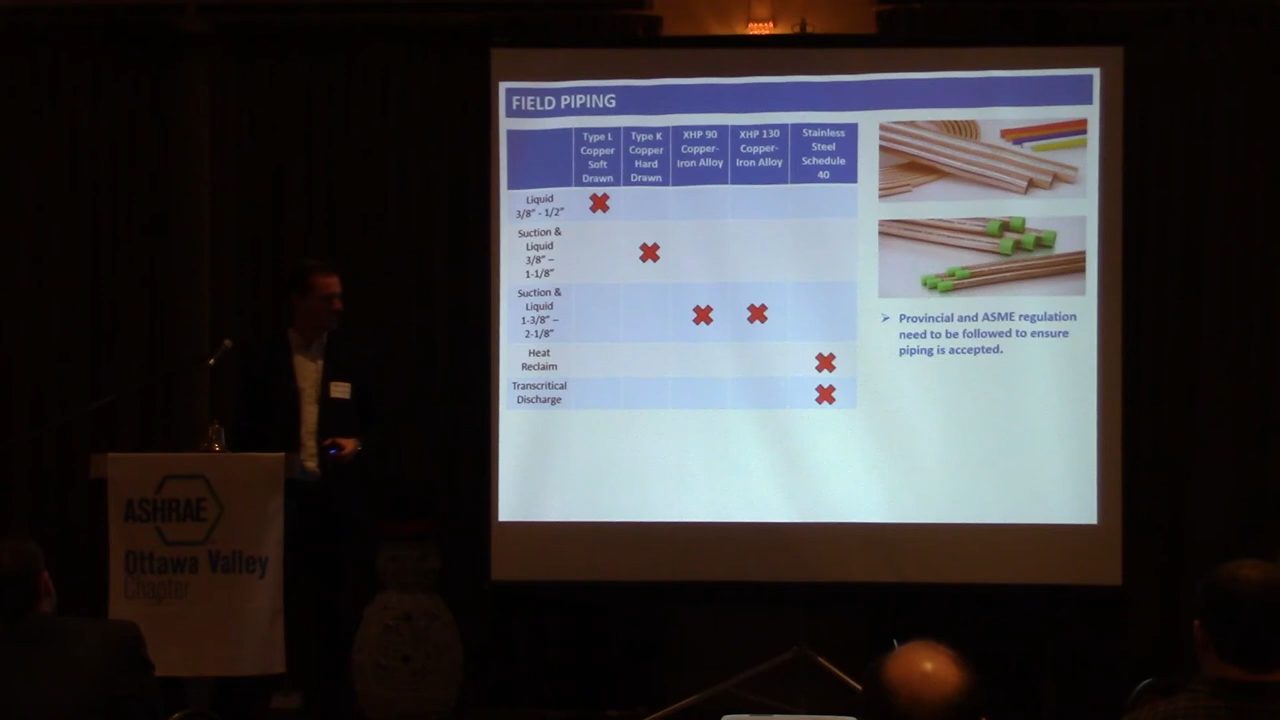 FIELD PIPING
Type L
Copper
Soft
Drawn
Type K
Copper
Hard
Drawn
XHP 90
Copper-
Iron Alloy
XHP 130
Copper-
Iron Alloy
Stainless
Steel
Schedule
40
Liquid
3/8" - 1/2"
Suction &
Liquid
3/8" –
1-1/8"
Suction &
Liquid
1-3/8" –
2-1/8"
Heat
Reclaim
Transcritical
Discharge
➢ Provincial and ASME regulation
need to be followed to ensure
piping is accepted.
ASHRAE
Ottawa Valley
Chapter